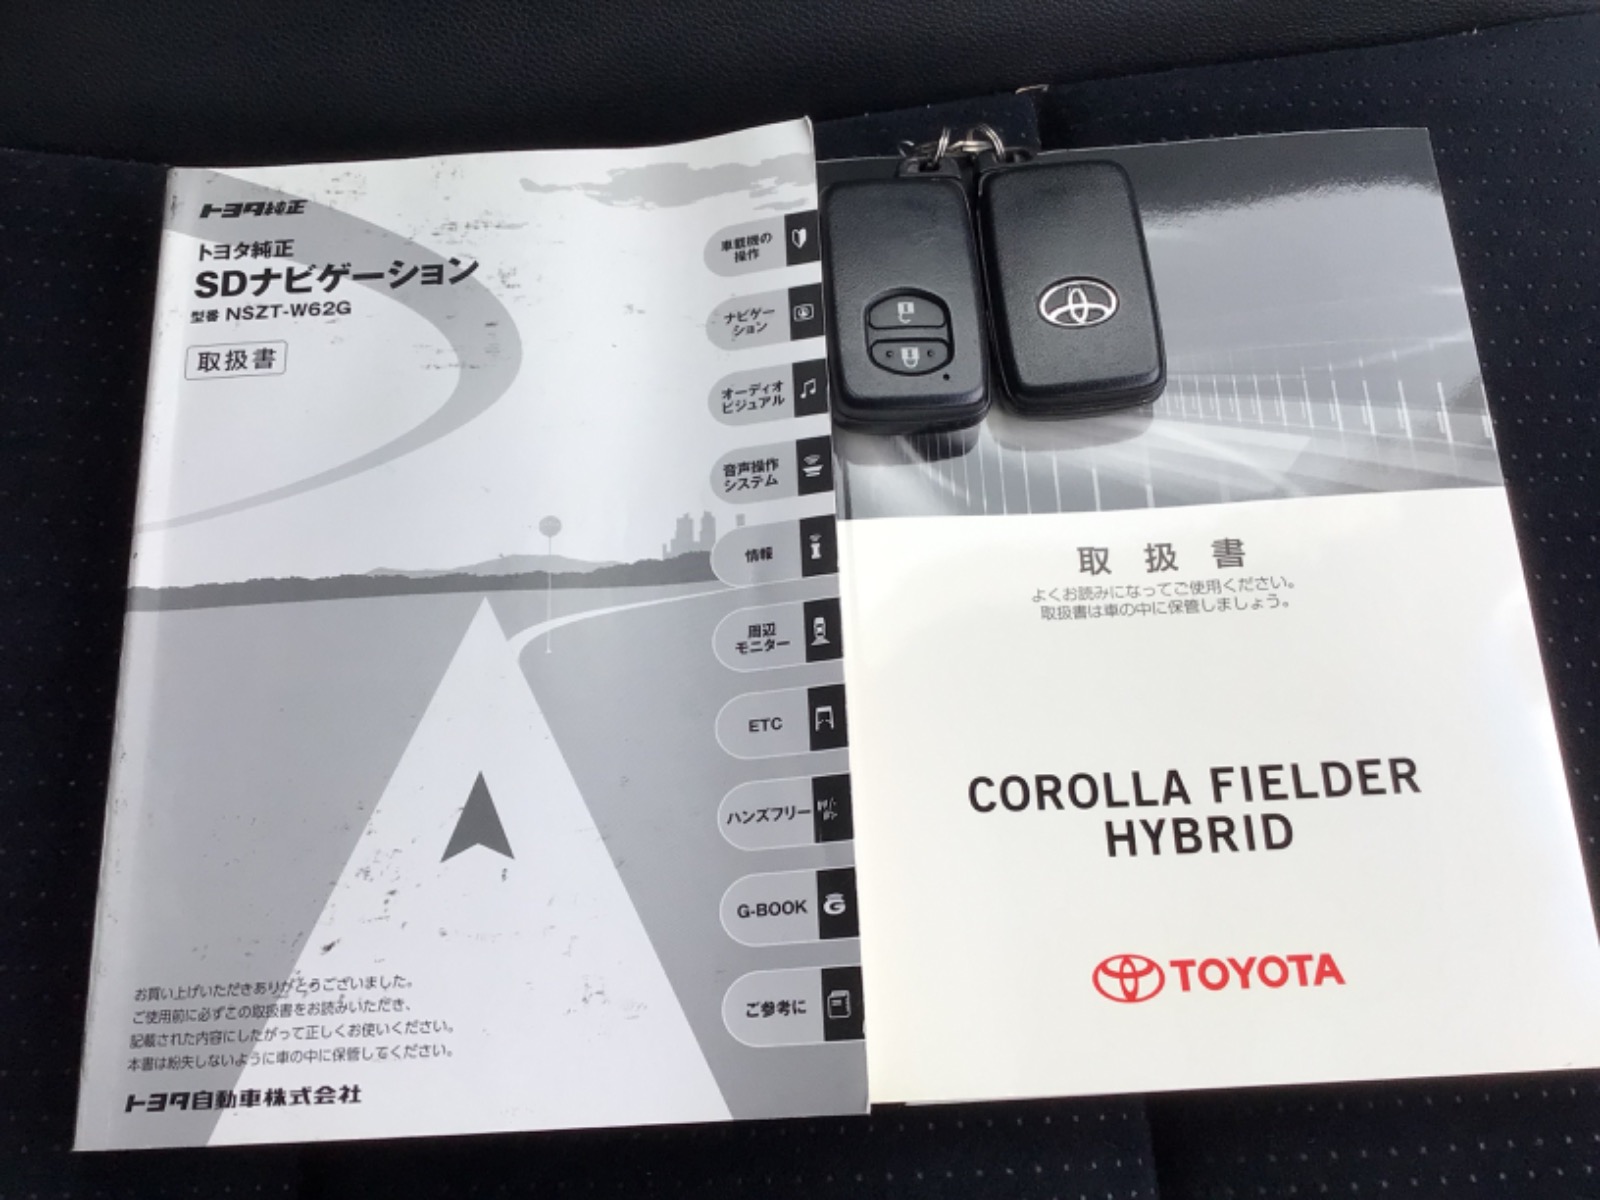 トヨタ純正
トヨタ純正
SDナビゲーション
型番 NSZT-W62G
取扱書
車載機の
操作
ナビゲー
ション
オーディオ
ビジュアル
音声操作
システム
情報
周辺
モニター
ETC
ハンズフリー
G-BOOK
ご参考に
お買い上げいただきありがとうございました。
ご使用前に必ずこの取扱書をお読みいただき、
記載された内容にしたがって正しくお使いください。
本書は紛失しないように車の中に保管してください。
トヨタ自動車株式会社
取扱書
よくお読みになってご使用ください。
取扱書は車の中に保管しましょう。
COROLLA FIELDER
HYBRID
TOYOTA